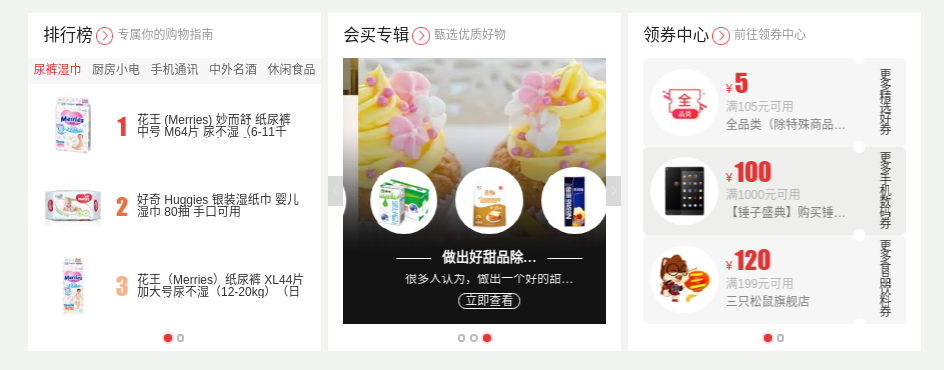 排行榜 专属你的购物指南
尿裤湿巾 厨房小电 手机通讯 中外名酒 休闲食品
Merries
1
花王 (Merries) 妙而舒 纸尿裤
中号 M64片 尿不湿（6-11千
2
好奇 Huggies 银装湿纸巾 婴儿
湿巾 80抽 手口可用
3
花王（Merries）纸尿裤 XL44片
加大号尿不湿（12-20kg）（日
会买专辑 甄选优质好物
Nestle
做出好甜品除…
很多人认为，做出一个好的甜…
立即查看
领券中心 前往领券中心
全
品类
¥5
满105元可用
全品类（除特殊商品…
更多精选好券
¥100
满1000元可用
【锤子盛典】购买锤…
更多手机数码券
¥120
满199元可用
三只松鼠旗舰店
更多食品饮料券